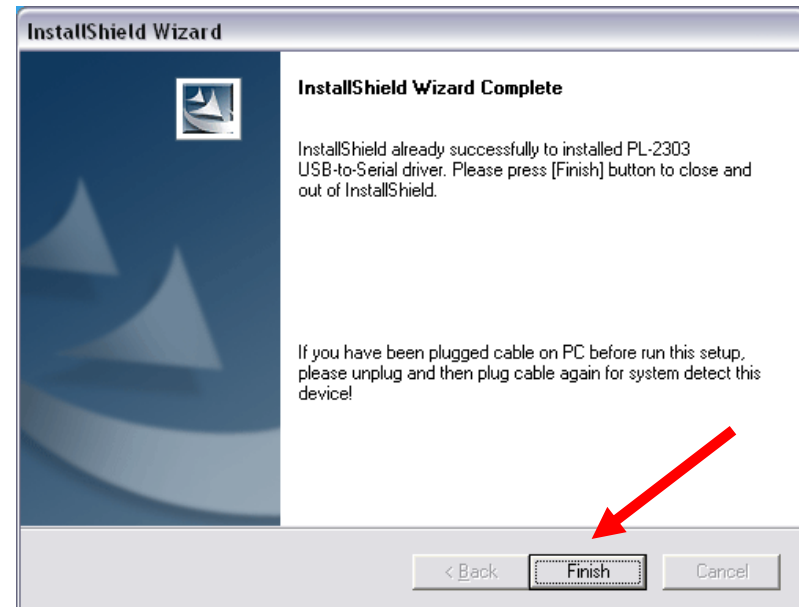 InstallShield Wizard
InstallShield Wizard Complete
InstallShield already successfully to installed PL-2303
USB-to-Serial driver. Please press [Finish] button to close and
out of InstallShield.
If you have been plugged cable on PC before run this setup,
please unplug and then plug cable again for system detect this
device!
< Back Finish Cancel